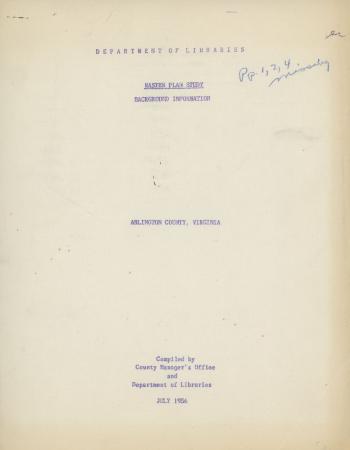 DEPARTMENT OF LIBRARIES
Pp. 1, 2, 4
missing
MASTER PLAN STUDY
BACKGROUND INFORMATION
ARLINGTON COUNTY, VIRGINIA
Compiled by
County Manager's Office
and
Department of Libraries
JULY 1956